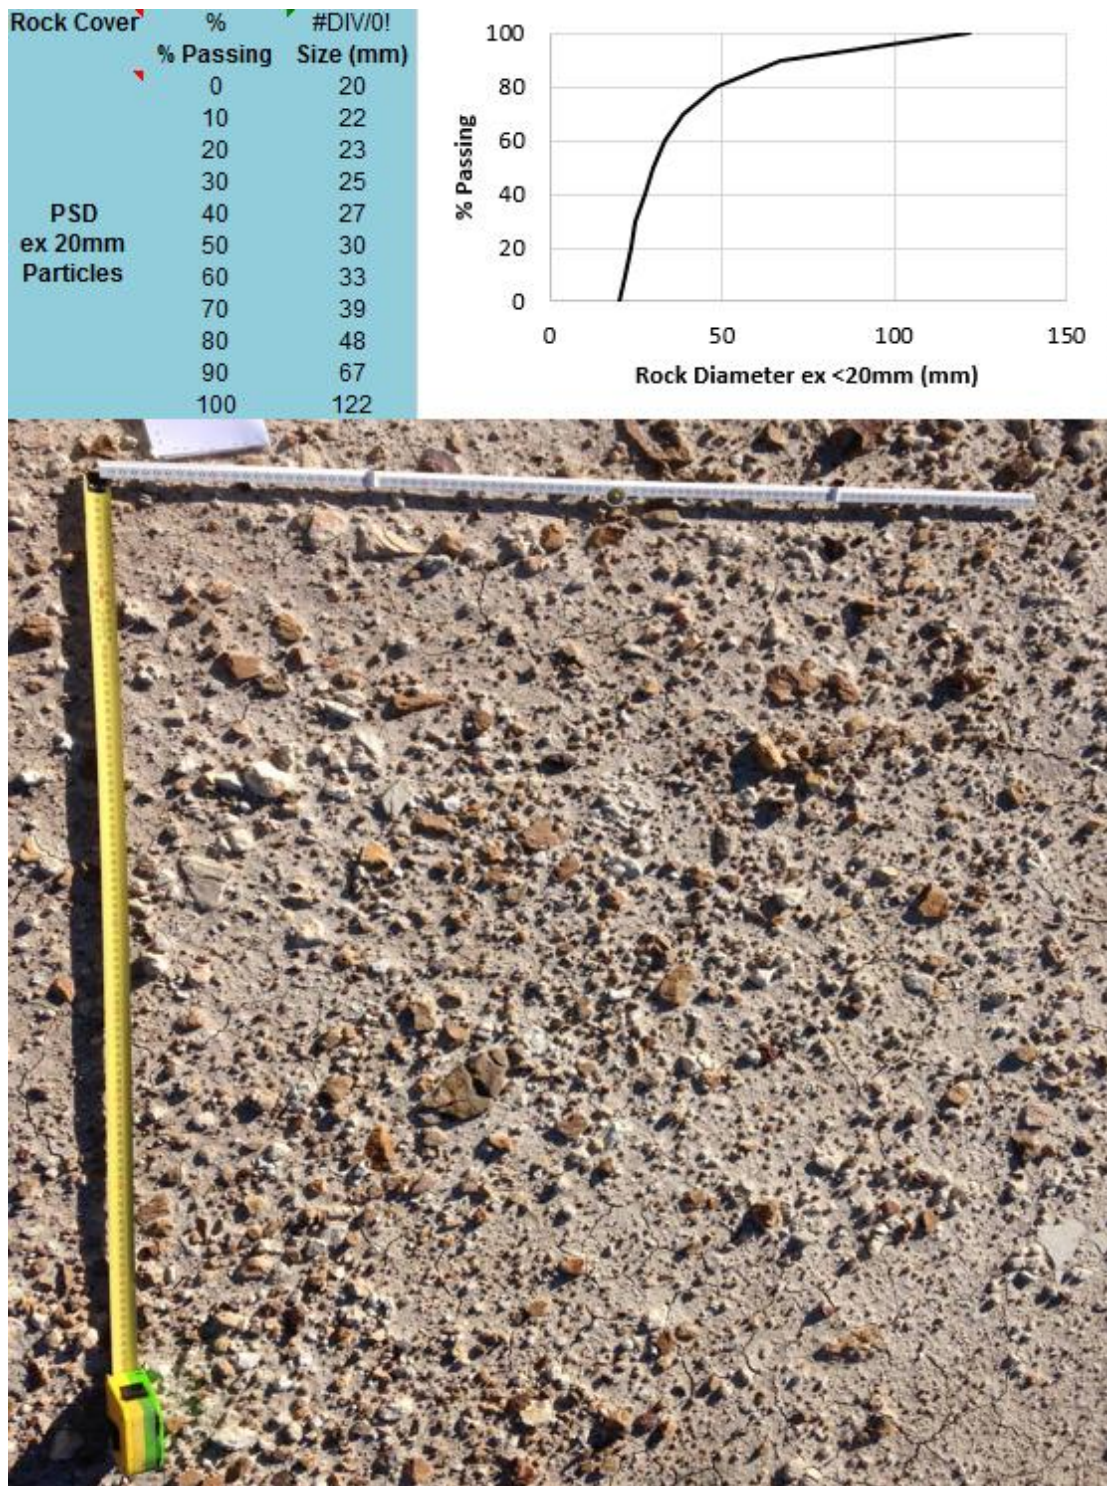 Rock Cover % #DIV/0!
% Passing Size (mm)
0 20
10 22
20 23
30 25
PSD 40 27
ex 20mm 50 30
Particles 60 33
70 39
80 48
90 67
100 122
100
80
60
40
20
0
% Passing
0 50 100 150
Rock Diameter ex <20mm (mm)